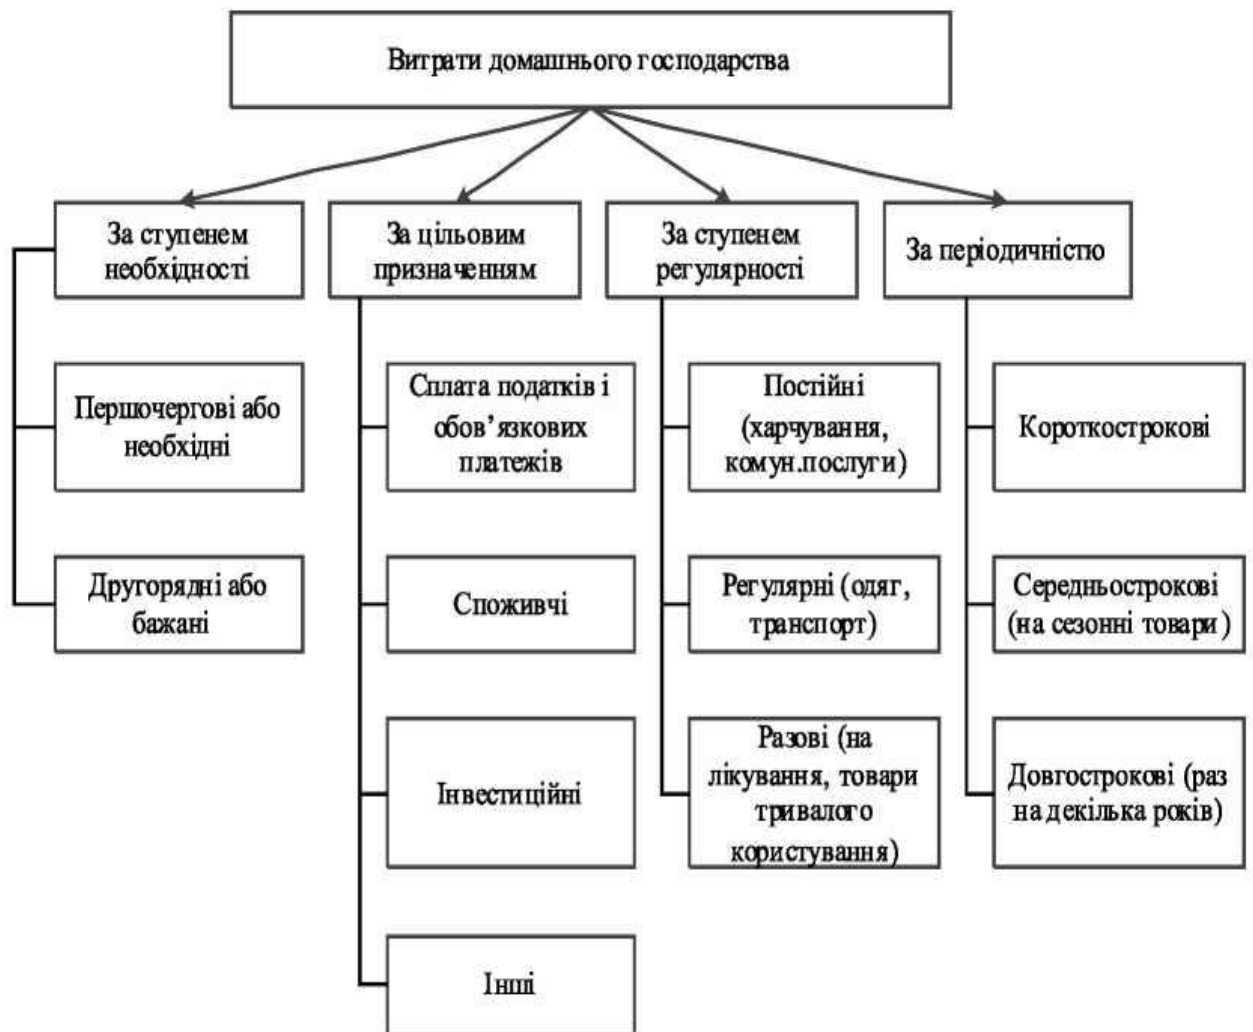 Витрати домашнього господарства
За ступенем
необхідності
За цільовим
призначенням
За ступенем
регулярності
За періодичністю
Першочергові або
необхідні
Другорядні або
бажані
Сплата податків і
обов’язкових
платежів
Споживчі
Інвестиційні
Інші
Постійні
(харчування,
комун.послуги)
Регулярні (одяг,
транспорт)
Разові (на
лікування, товари
тривалого
користування)
Короткострокові
Середньострокові
(на сезонні товари)
Довгострокові (раз
на декілька років)